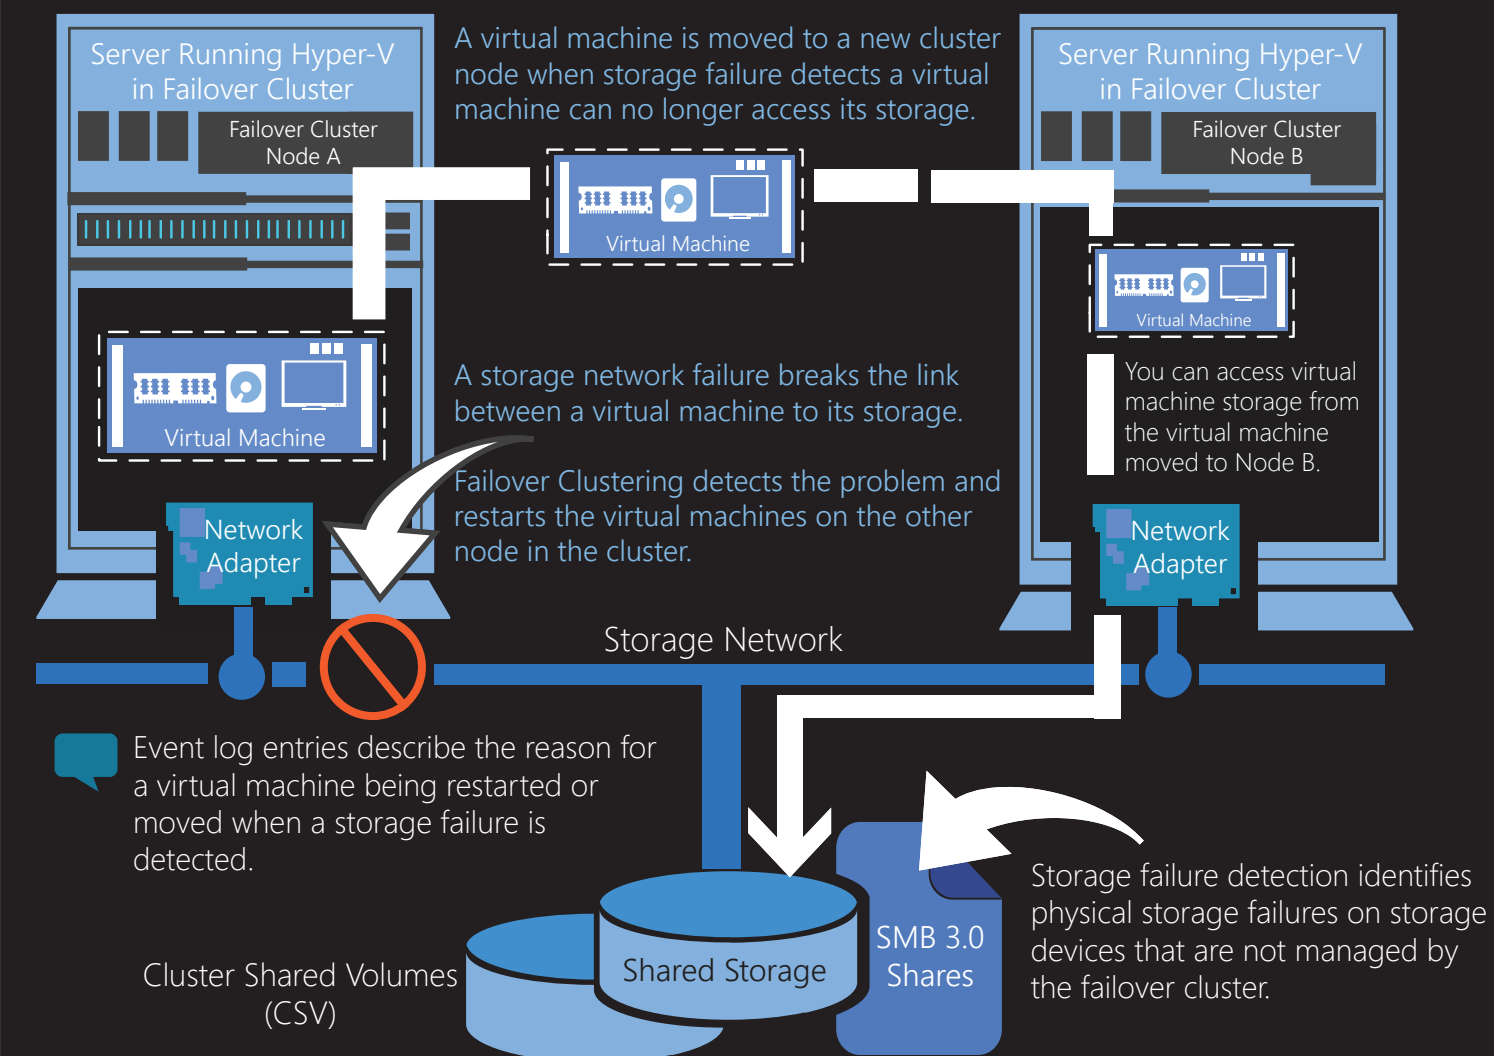 Server Running Hyper-V
in Failover Cluster
Failover Cluster
Node A
A virtual machine is moved to a new cluster
node when storage failure detects a virtual
machine can no longer access its storage.
Server Running Hyper-V
in Failover Cluster
Failover Cluster
Node B
Virtual Machine
Virtual Machine
Virtual Machine
A storage network failure breaks the link
between a virtual machine to its storage.
Failover Clustering detects the problem and
restarts the virtual machines on the other
node in the cluster.
You can access virtual
machine storage from
the virtual machine
moved to Node B.
Network
Adapter
Network
Adapter
Storage Network
Event log entries describe the reason for
a virtual machine being restarted or
moved when a storage failure is
detected.
Storage failure detection identifies
physical storage failures on storage
devices that are not managed by
the failover cluster.
Cluster Shared Volumes
(CSV)
Shared Storage
SMB 3.0
Shares